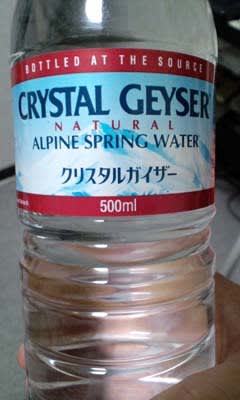 BOTTLED AT THE SOURCE
CRYSTAL GEYSER
NATURAL
ALPINE SPRING WATER
クリスタルガイザー
500ml